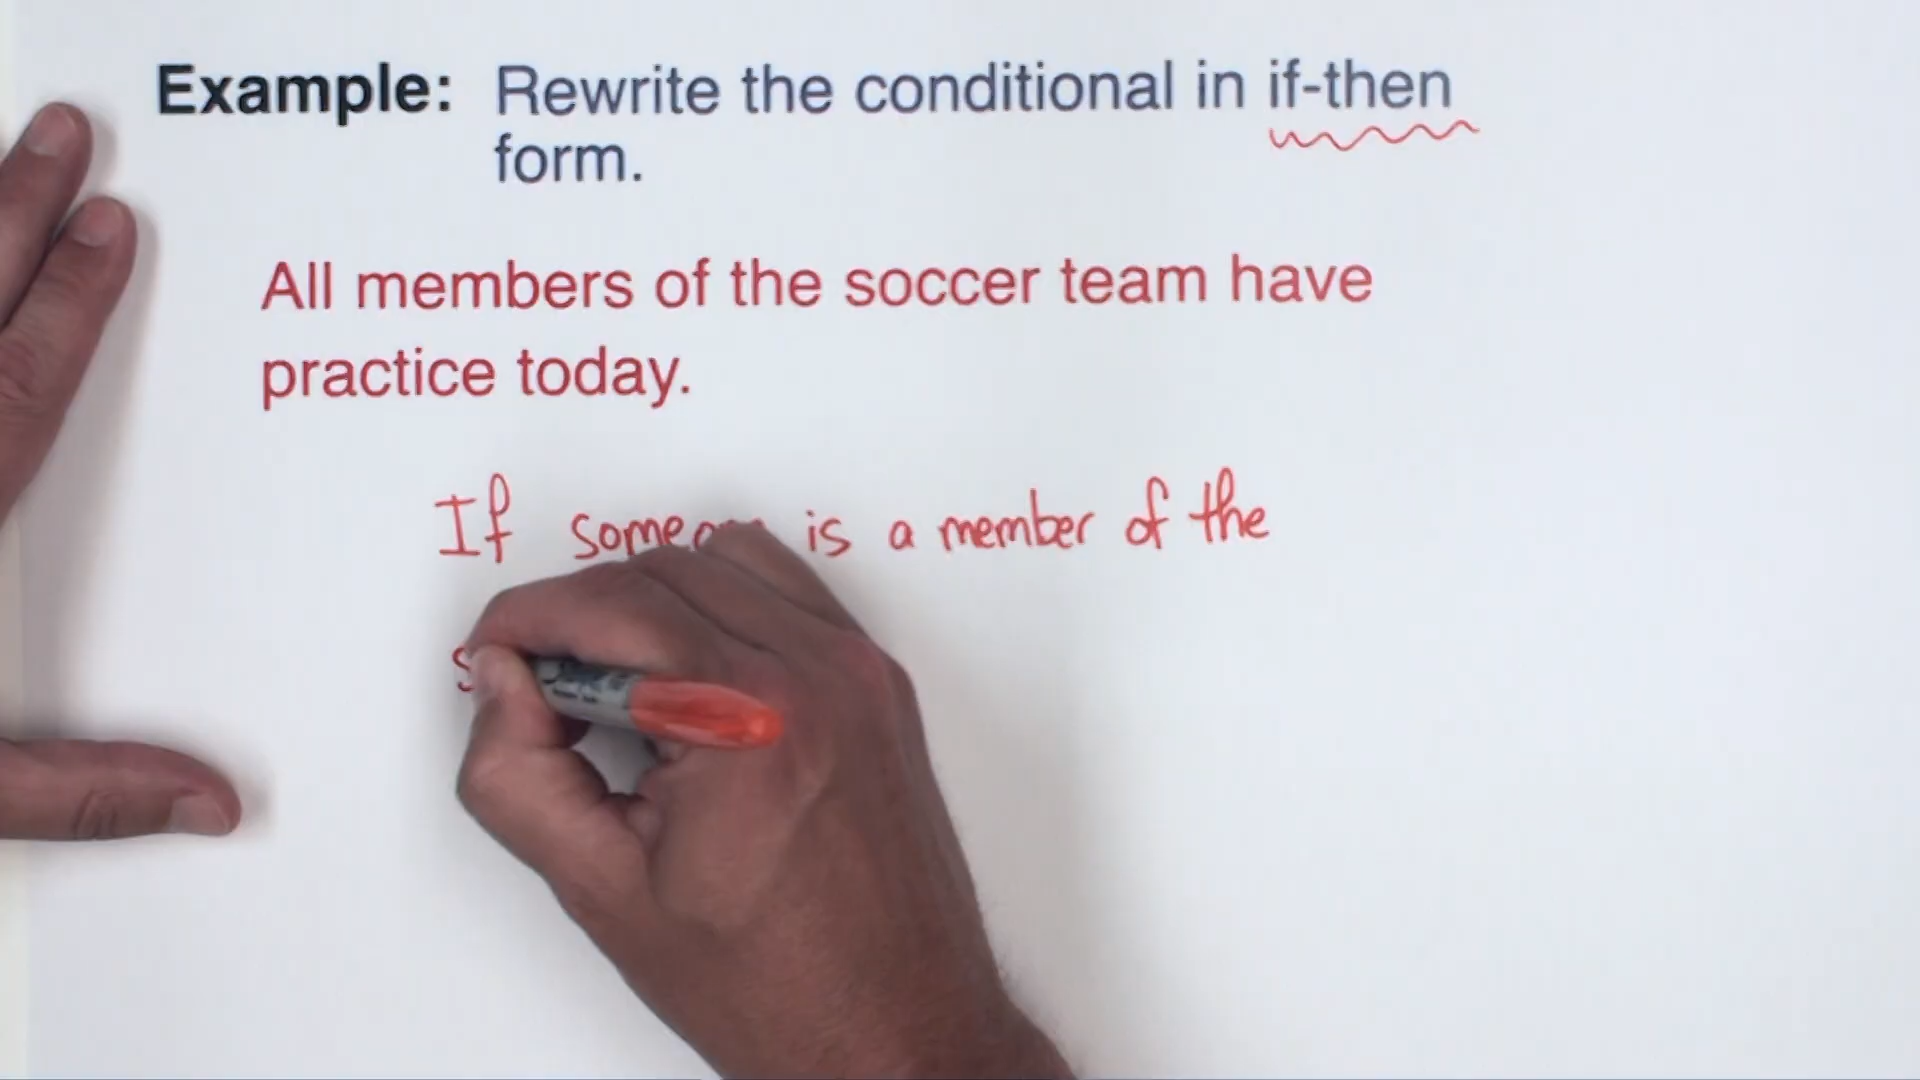 Example: Rewrite the conditional in if-then
form.
All members of the soccer team have
practice today.
If is a member of the